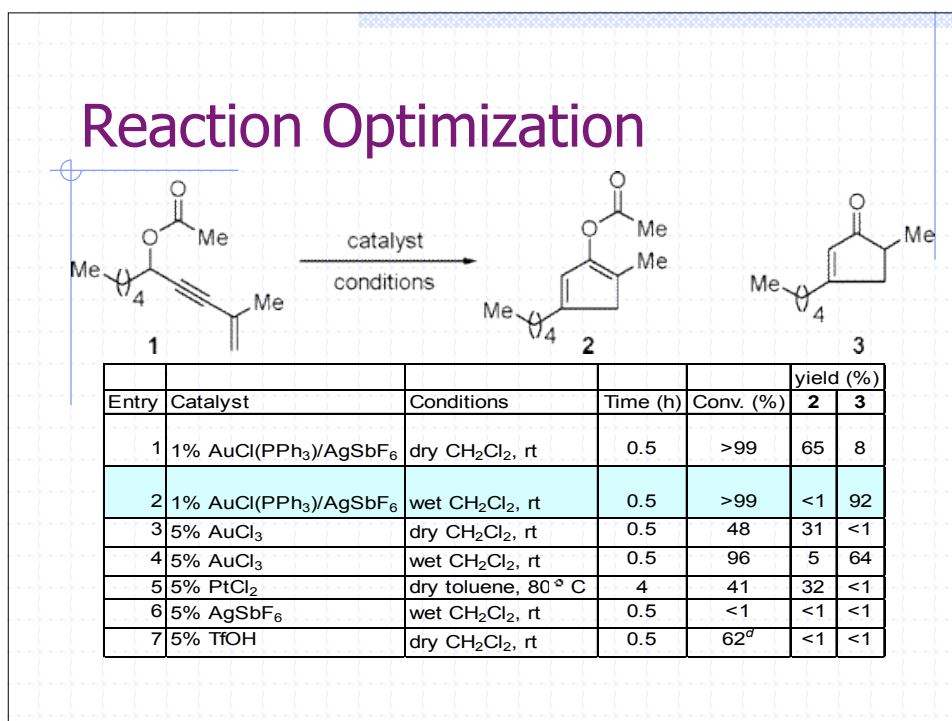 Reaction Optimization
O
O
Me
Me
( )4
Me
1
catalyst
conditions
O
O
Me
Me
Me
( )4
2
O
Me
Me
( )4
3
yield (%)
Entry Catalyst Conditions Time (h) Conv. (%) 2 3
1 1% AuCl(PPh₃)/AgSbF₆ dry CH₂Cl₂, rt 0.5 >99 65 8
2 1% AuCl(PPh₃)/AgSbF₆ wet CH₂Cl₂, rt 0.5 >99 <1 92
3 5% AuCl₃ dry CH₂Cl₂, rt 0.5 48 31 <1
4 5% AuCl₃ wet CH₂Cl₂, rt 0.5 96 5 64
5 5% PtCl₂ dry toluene, 80 ° C 4 41 32 <1
6 5% AgSbF₆ wet CH₂Cl₂, rt 0.5 <1 <1 <1
7 5% TfOH dry CH₂Cl₂, rt 0.5 62ᵈ <1 <1